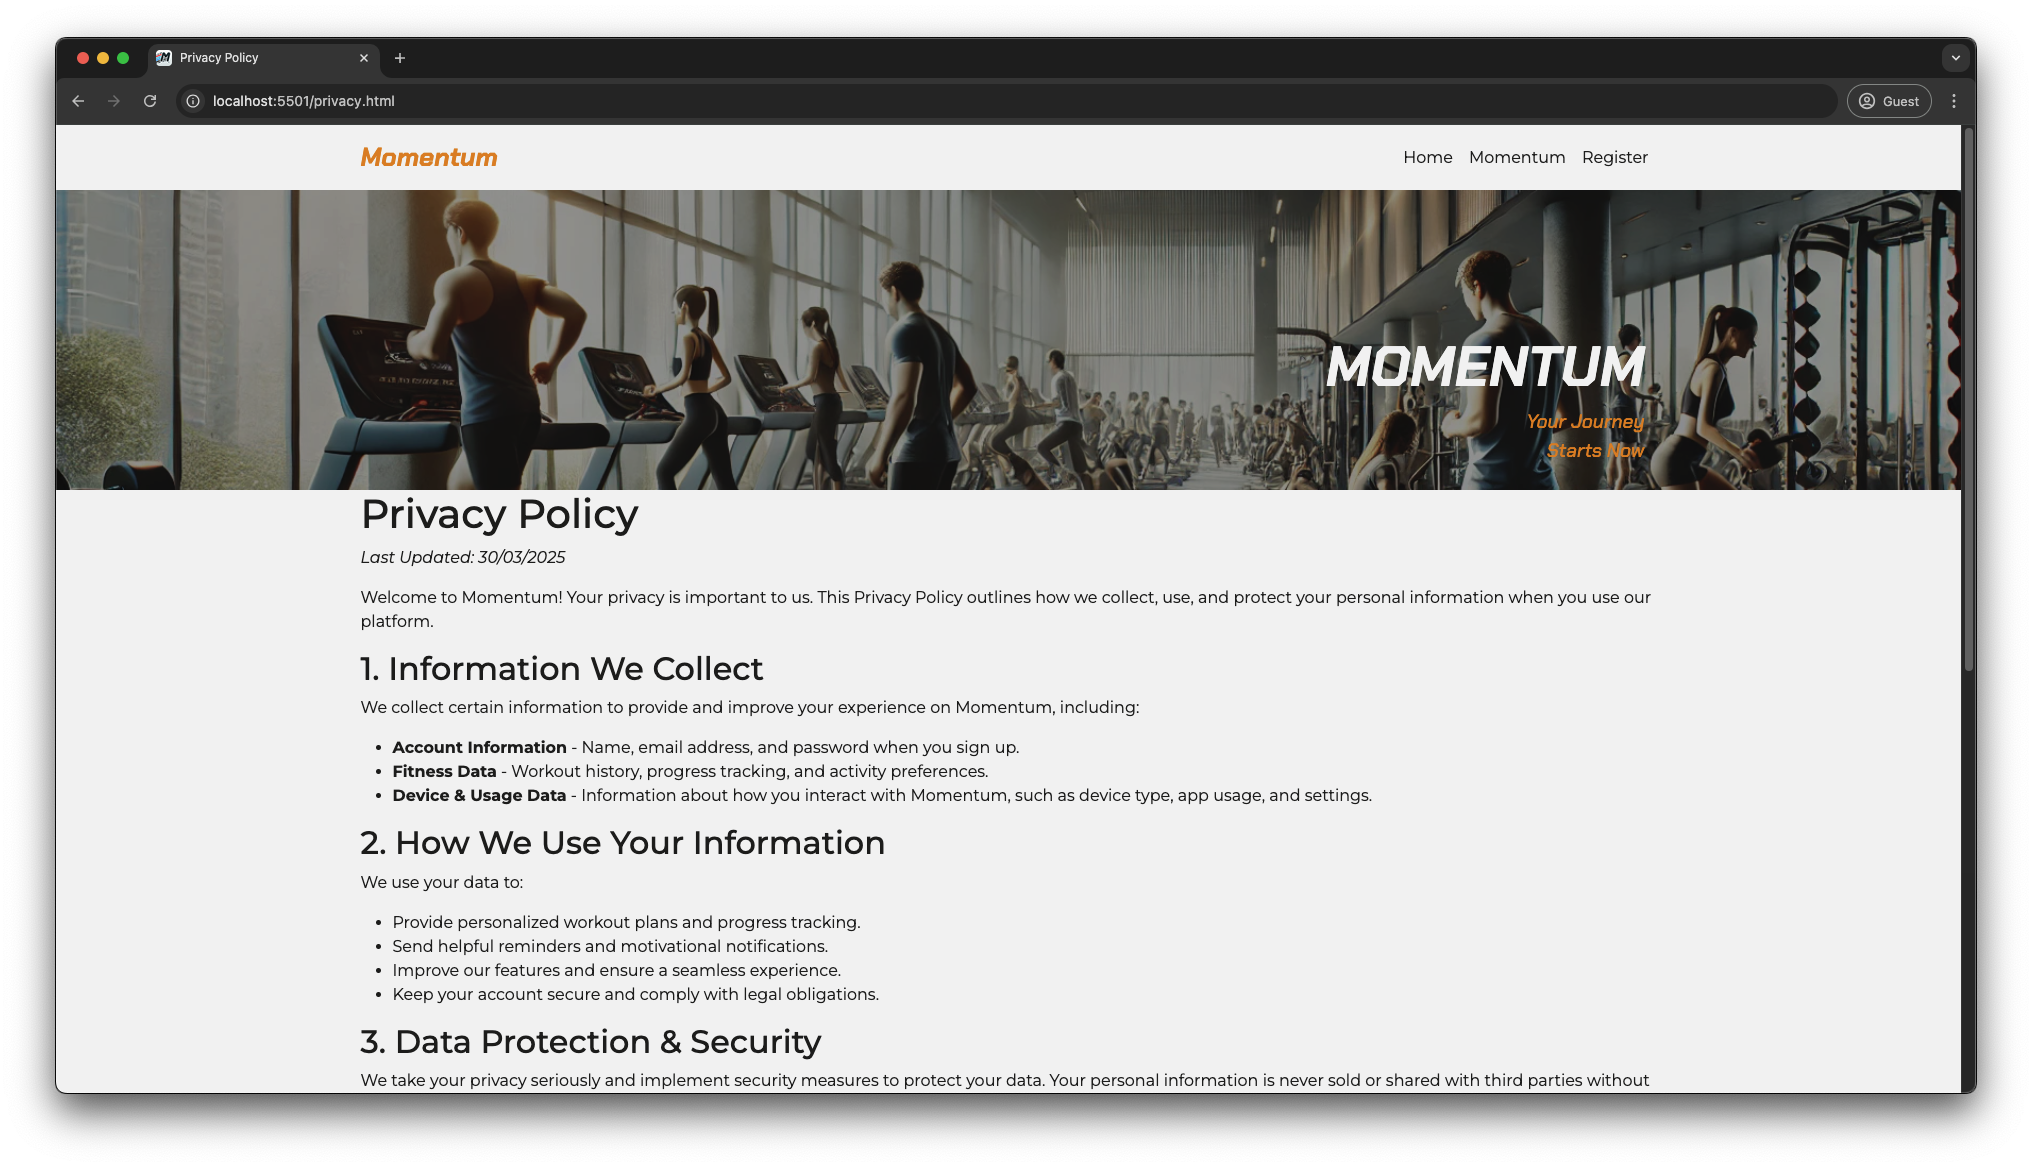 Privacy Policy
localhost:5501/privacy.html
Guest
Momentum
Home Momentum Register
MOMENTUM
Your Journey
Starts Now
Privacy Policy
Last Updated: 30/03/2025
Welcome to Momentum! Your privacy is important to us. This Privacy Policy outlines how we collect, use, and protect your personal information when you use our
platform.
1. Information We Collect
We collect certain information to provide and improve your experience on Momentum, including:
• Account Information - Name, email address, and password when you sign up.
• Fitness Data - Workout history, progress tracking, and activity preferences.
• Device & Usage Data - Information about how you interact with Momentum, such as device type, app usage, and settings.
2. How We Use Your Information
We use your data to:
• Provide personalized workout plans and progress tracking.
• Send helpful reminders and motivational notifications.
• Improve our features and ensure a seamless experience.
• Keep your account secure and comply with legal obligations.
3. Data Protection & Security
We take your privacy seriously and implement security measures to protect your data. Your personal information is never sold or shared with third parties without